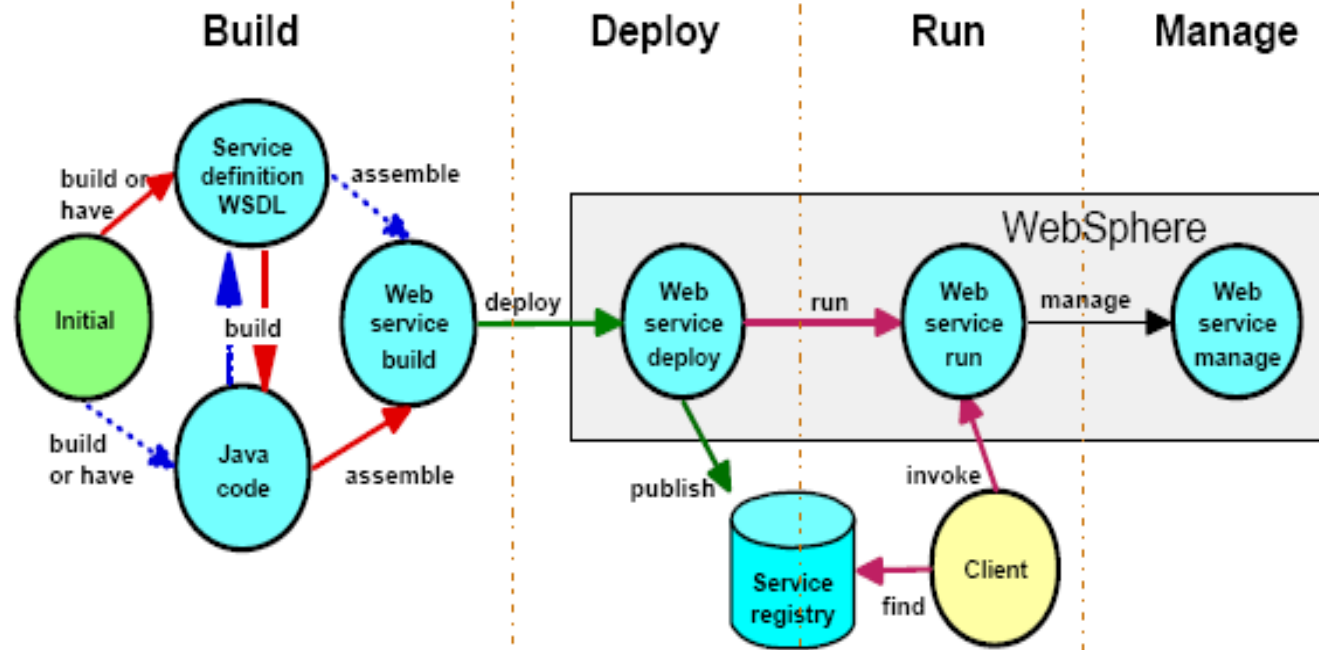 Build
Deploy
Run
Manage
Service
definition
WSDL
build or
have
assemble
Initial
build
Web
service
build
deploy
build
or have
Java
code
assemble
WebSphere
Web
service
deploy
run
Web
service
run
manage
Web
service
manage
publish
invoke
Service
registry
find
Client